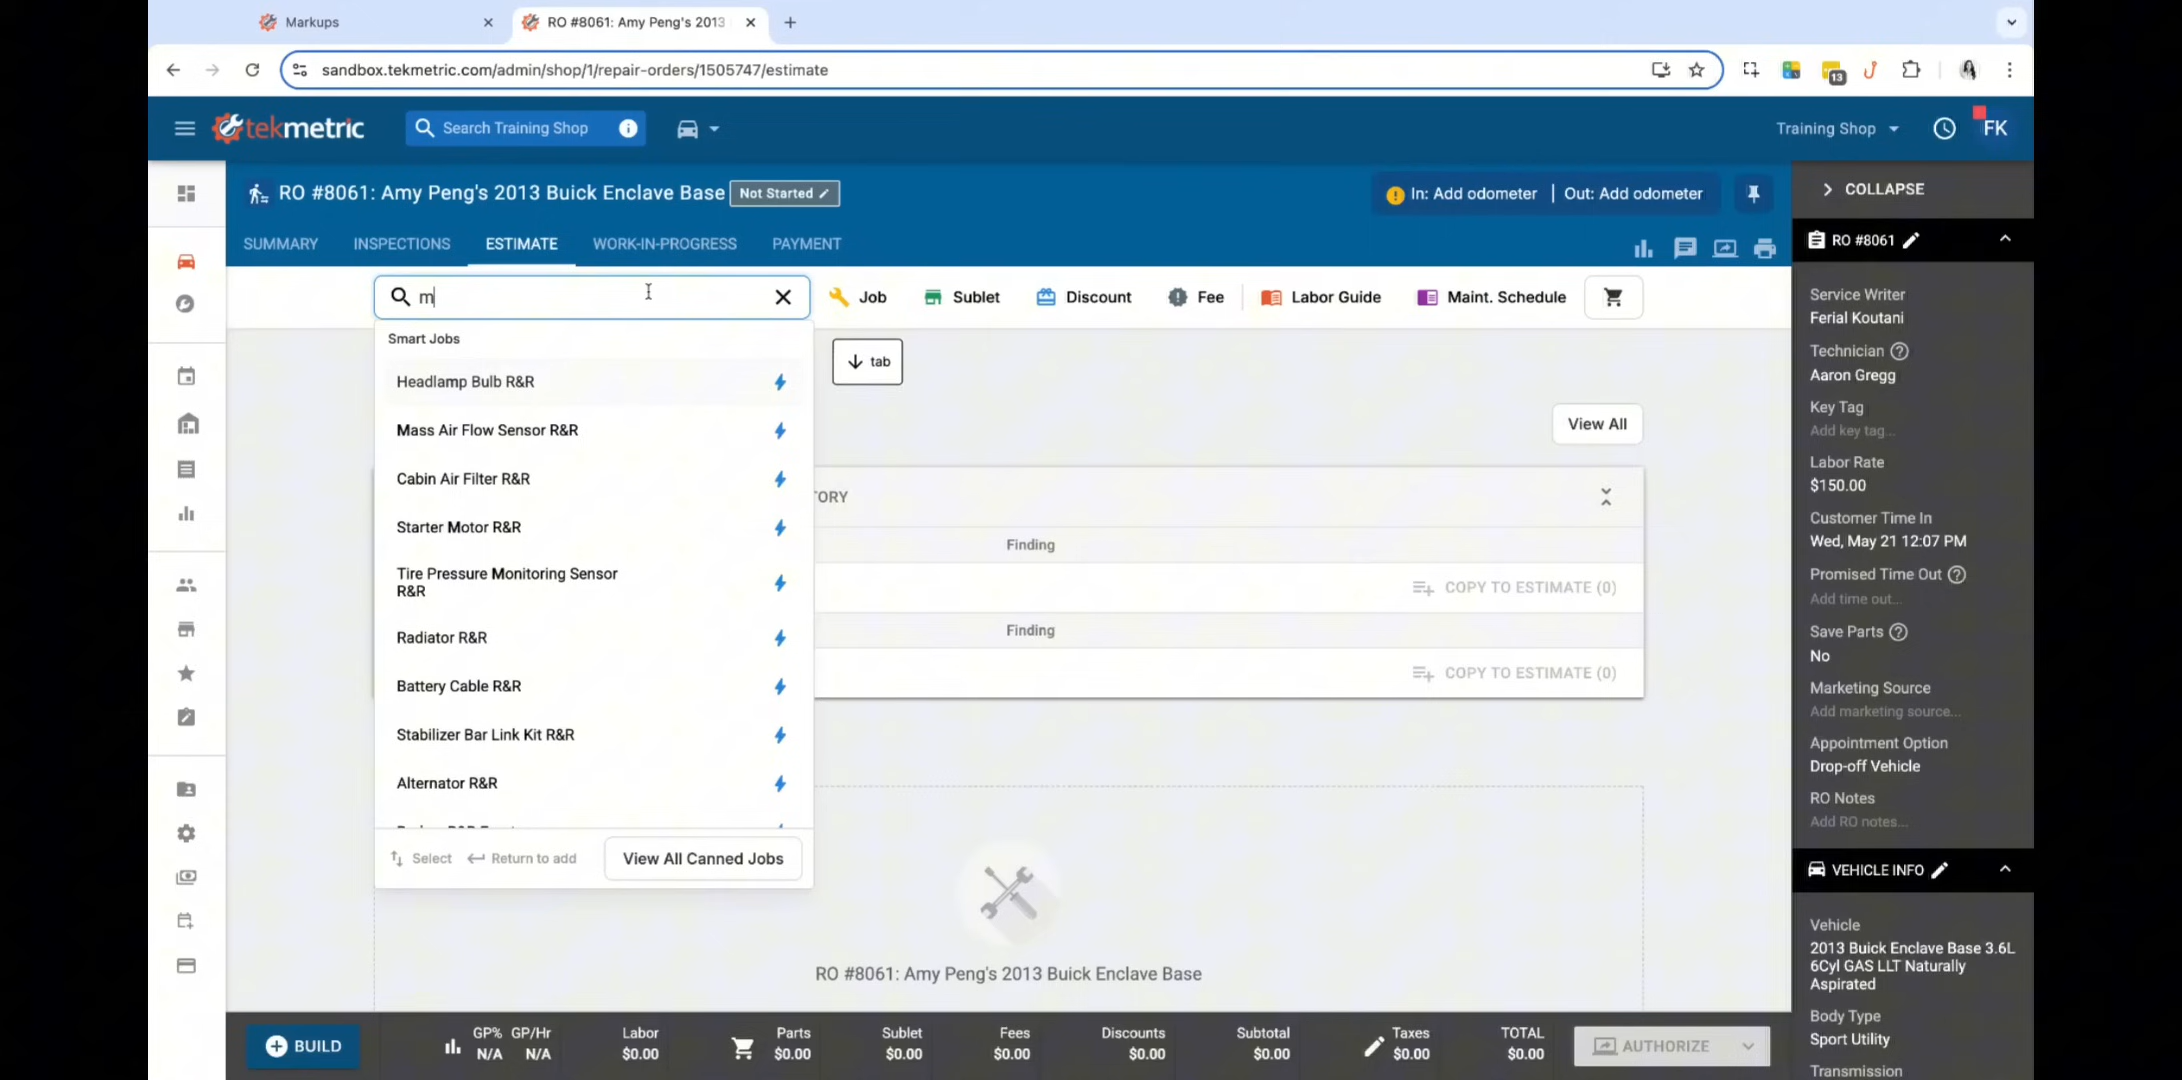 Markups
RO #8061: Amy Peng's 2013
sandbox.tekmetric.com/admin/shop/1/repair-orders/1505747/estimate
13
tekmetric
Search Training Shop
Training Shop
FK
RO #8061: Amy Peng's 2013 Buick Enclave Base
Not Started
In: Add odometer | Out: Add odometer
COLLAPSE
SUMMARY INSPECTIONS ESTIMATE WORK-IN-PROGRESS PAYMENT
m
Job Sublet Discount Fee Labor Guide Maint. Schedule
tab
View All
Smart Jobs
Headlamp Bulb R&R
Mass Air Flow Sensor R&R
Cabin Air Filter R&R
Starter Motor R&R
Tire Pressure Monitoring Sensor
R&R
Radiator R&R
Battery Cable R&R
Stabilizer Bar Link Kit R&R
Alternator R&R
Select Return to add View All Canned Jobs
TORY
Finding
COPY TO ESTIMATE (0)
Finding
COPY TO ESTIMATE (0)
RO #8061: Amy Peng's 2013 Buick Enclave Base
RO #8061
Service Writer
Ferial Koutani
Technician
Aaron Gregg
Key Tag
Add key tag...
Labor Rate
$150.00
Customer Time In
Wed, May 21 12:07 PM
Promised Time Out
Add time out...
Save Parts
No
Marketing Source
Add marketing source...
Appointment Option
Drop-off Vehicle
RO Notes
Add RO notes...
VEHICLE INFO
Vehicle
2013 Buick Enclave Base 3.6L
6Cyl GAS LLT Naturally
Aspirated
Body Type
Sport Utility
Transmission
BUILD
GP% GP/Hr
N/A N/A
Labor
$0.00
Parts
$0.00
Sublet
$0.00
Fees
$0.00
Discounts
$0.00
Subtotal
$0.00
Taxes
$0.00
TOTAL
$0.00
AUTHORIZE